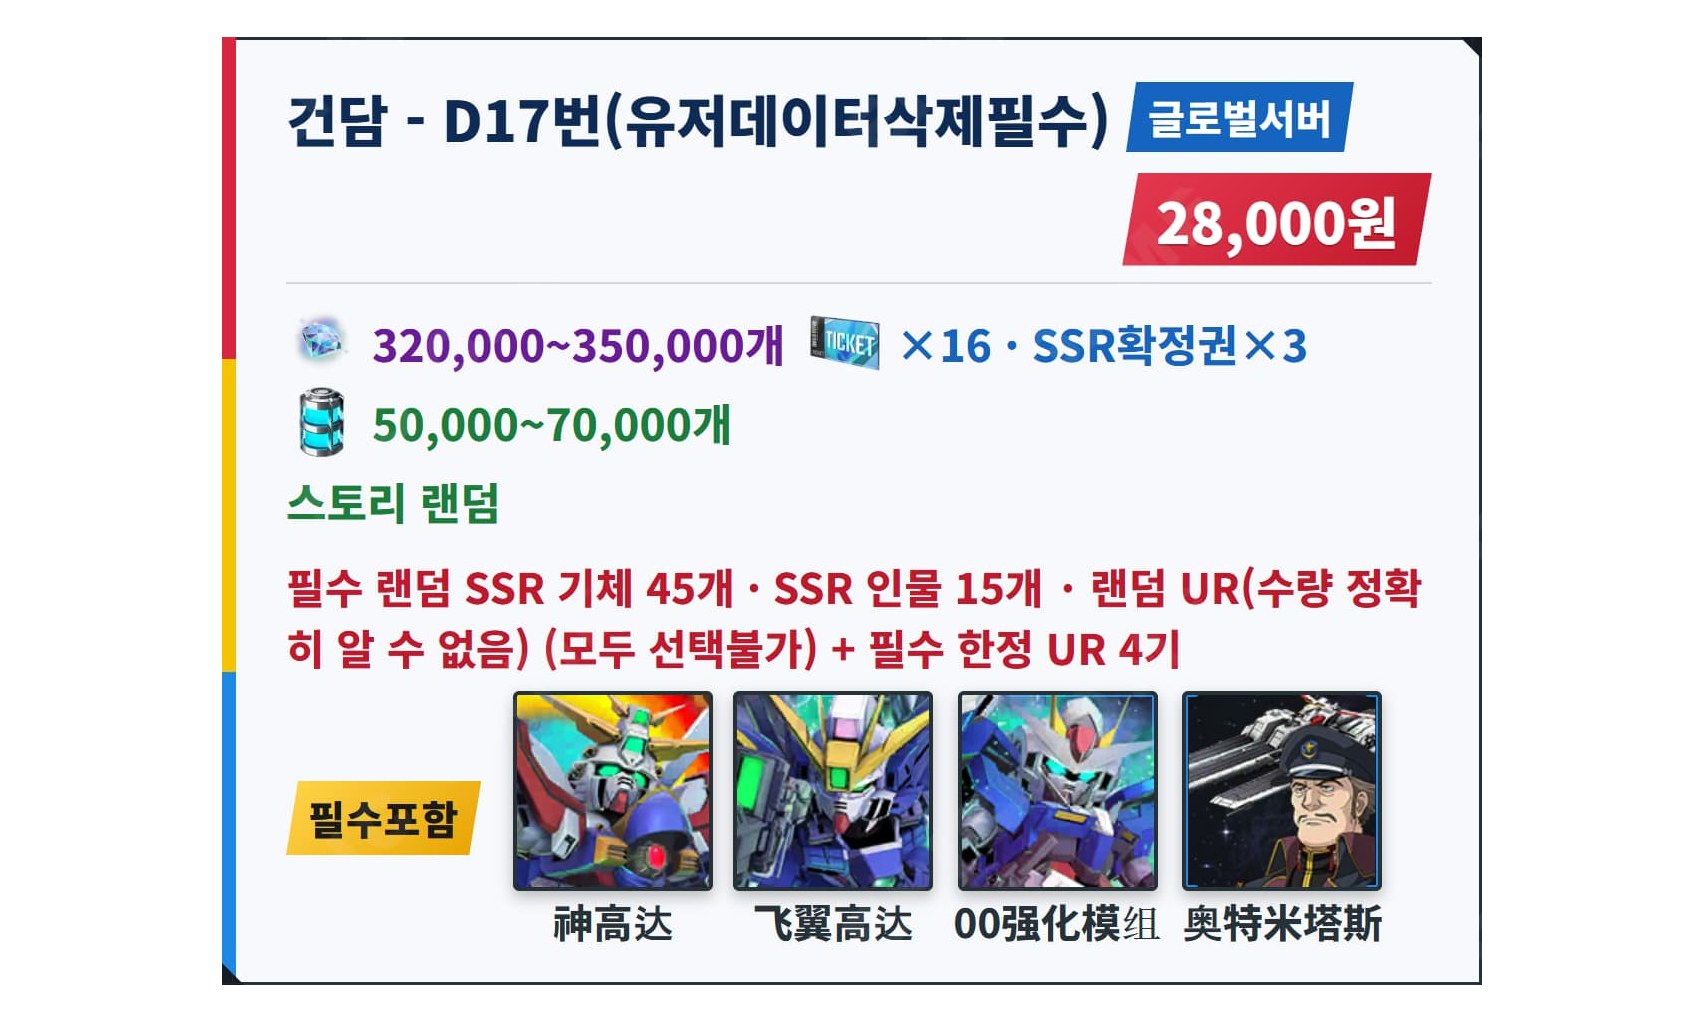 건담 - D17번(유저데이터삭제필수) 글로벌서버
28,000원
320,000~350,000개 TICKET ×16 · SSR확정권×3
50,000~70,000개
스토리 랜덤
필수 랜덤 SSR 기체 45개 · SSR 인물 15개 · 랜덤 UR(수량 정확
히 알 수 없음) (모두 선택불가) + 필수 한정 UR 4기
필수포함
神高达 飞翼高达 00强化模组 奥特米塔斯